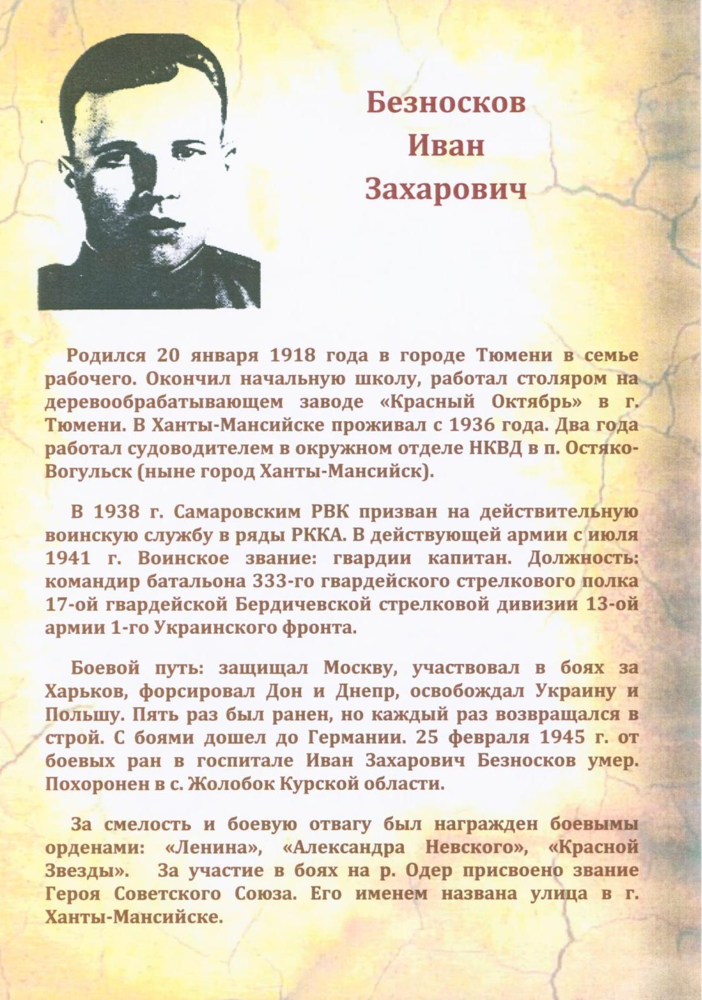 Безносков
Иван
Захарович
Родился 20 января 1918 года в городе Тюмени в семье
рабочего. Окончил начальную школу, работал столяром на
деревообрабатывающем заводе «Красный Октябрь» в г.
Тюмени. В Ханты-Мансийске проживал с 1936 года. Два года
работал судоводителем в окружном отделе НКВД в п. Остяко-
Вогульск (ныне город Ханты-Мансийск).
В 1938 г. Самаровским РВК призван на действительную
воинскую службу в ряды РККА. В действующей армии с июля
1941 г. Воинское звание: гвардии капитан. Должность:
командир батальона 333-го гвардейского стрелкового полка
17-ой гвардейской Бердичевской стрелковой дивизии 13-ой
армии 1-го Украинского фронта.
Боевой путь: защищал Москву, участвовал в боях за
Харьков, форсировал Дон и Днепр, освобождал Украину и
Польшу. Пять раз был ранен, но каждый раз возвращался в
строй. С боями дошел до Германии. 25 февраля 1945 г. от
боевых ран в госпитале Иван Захарович Безносков умер.
Похоронен в с. Жолобок Курской области.
За смелость и боевую отвагу был награжден боевымы
орденами: «Ленина», «Александра Невского», «Красной
Звезды». За участие в боях на р. Одер присвоено звание
Героя Советского Союза. Его именем названа улица в г.
Ханты-Мансийске.